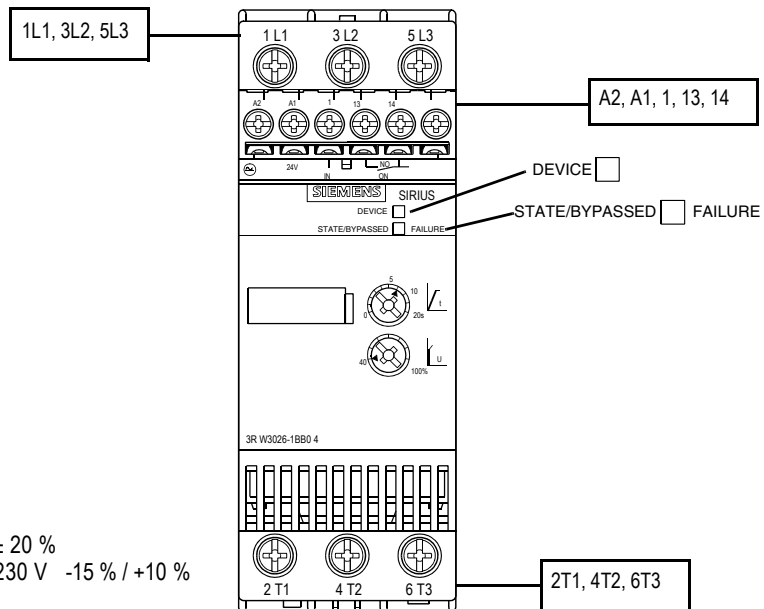 1L1, 3L2, 5L3
1 L1 3 L2 5 L3
A2 A1 1 13 14
A2, A1, 1, 13, 14
24V NO
IN ON
SIEMENS SIRIUS
DEVICE
STATE/BYPASSED FAILURE
DEVICE
STATE/BYPASSED FAILURE
5
10
0 20s t
40 100% U
3R W3026-1BB0 4
± 20 %
230 V -15 % / +10 %
2 T1 4 T2 6 T3
2T1, 4T2, 6T3